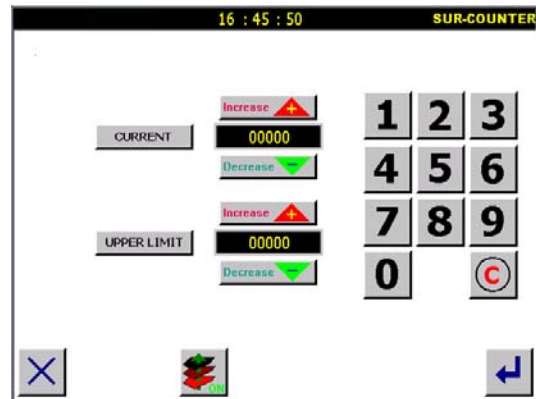 16 : 45 : 50 SUR-COUNTER
Increase +
CURRENT 00000
Decrease −
Increase +
UPPER LIMIT 00000
Decrease −
1 2 3
4 5 6
7 8 9
0 C
ON